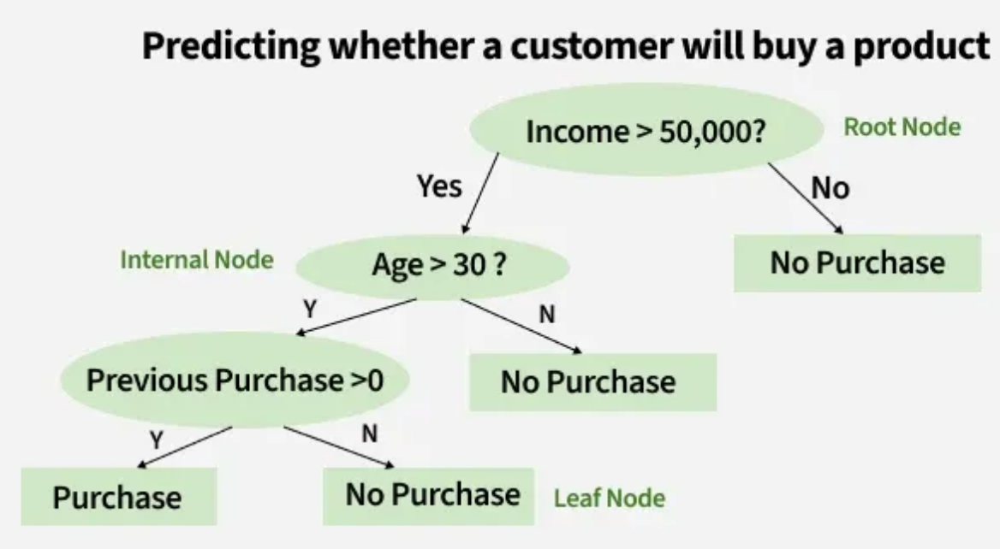 Predicting whether a customer will buy a product
Income > 50,000?
Root Node
Yes
No
Internal Node
Age > 30 ?
No Purchase
Y
N
Previous Purchase >0
No Purchase
Y
N
Purchase
No Purchase
Leaf Node